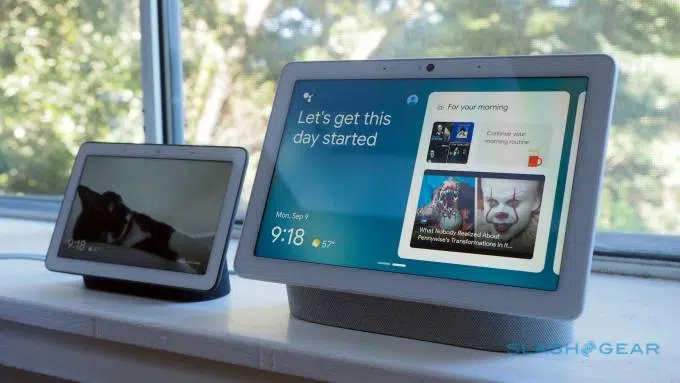 9:18
Let's get this
day started
Mon, Sep 9
9:18 57°
For your morning
Continue your
morning routine
...What Nobody Realized About
Pennywise's Transformations In It...
SLASHGEAR